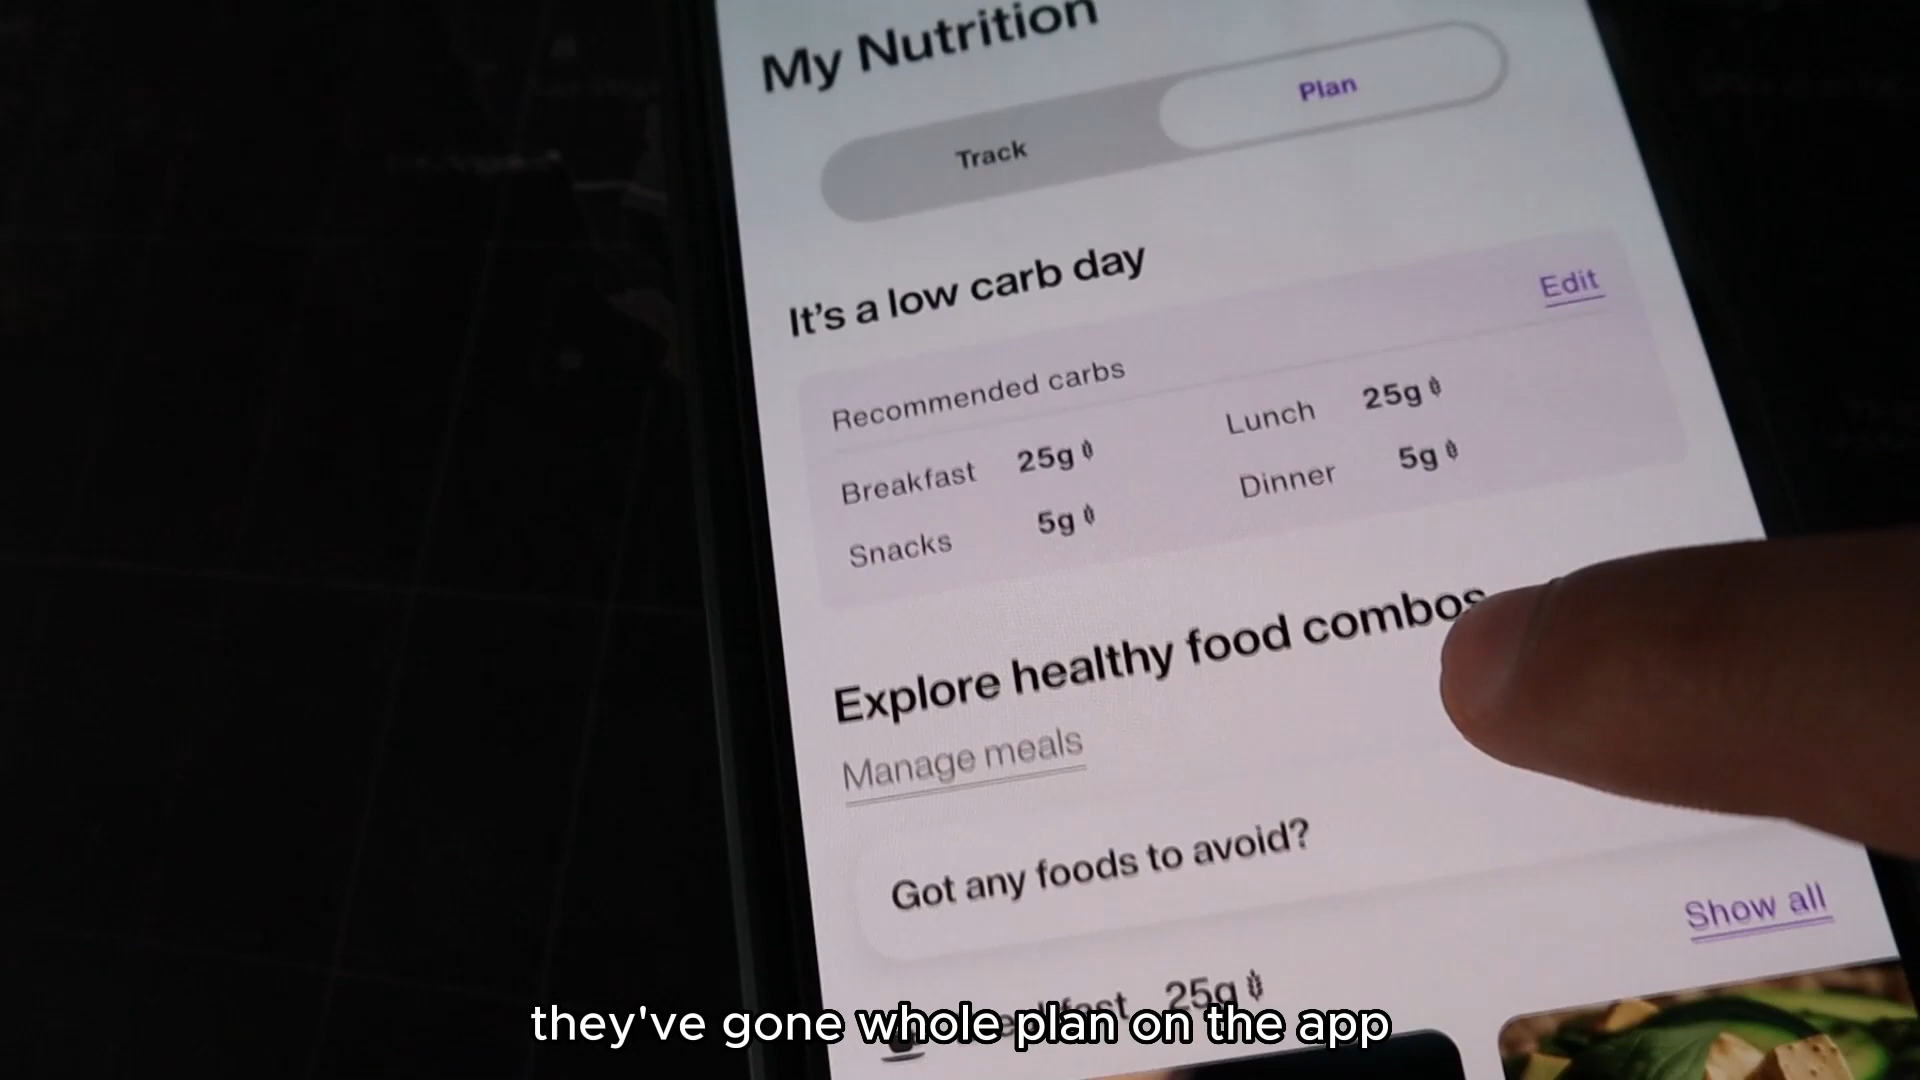 My Nutrition
Track
Plan
It's a low carb day
Edit
Recommended carbs
Breakfast 25g
Lunch 25g
Snacks 5g
Dinner 5g
Explore healthy food combos
Manage meals
Got any foods to avoid?
Show all
25g
they've gone whole plan on the app